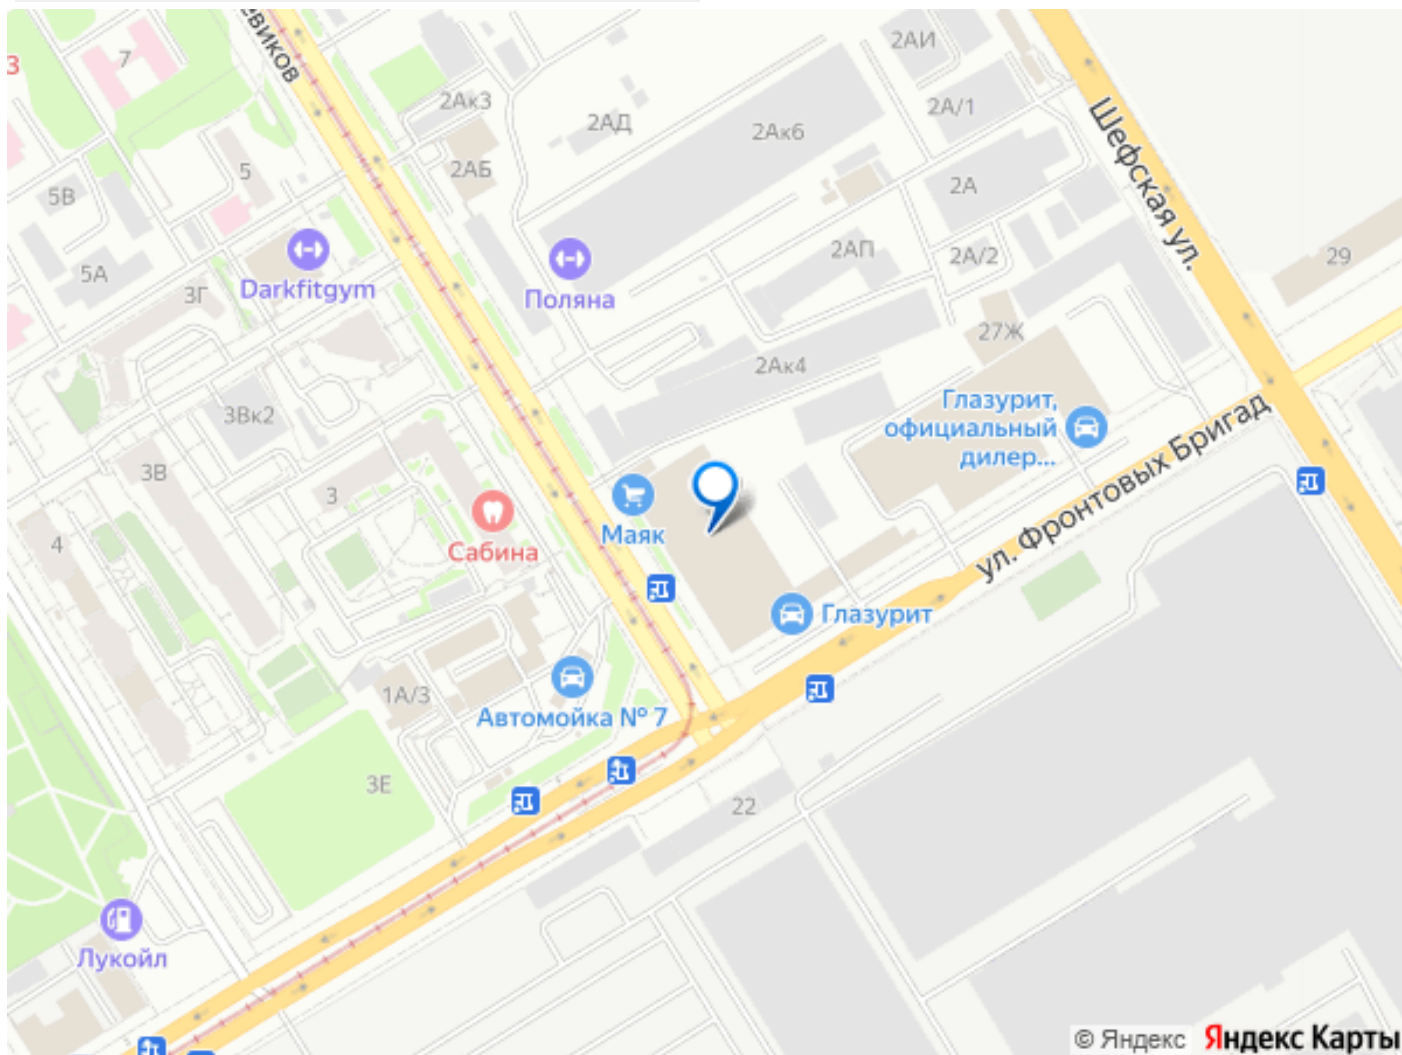 евиков
2АИ
7
3
2Ак3
2АД
2Ак6
2А/1
Шефская ул.
2АБ
5
5В
2А
2АП
2А/2
29
5А
3Г
Darkfitgym
Поляна
27Ж
2Ак4
3Вк2
Глазурит,
официальный
дилер...
3В
3
Маяк
Сабина
4
ул. Фронтовых Бригад
Глазурит
1А/3
Автомойка № 7
3Е
22
Лукойл
© Яндекс Яндекс Карты